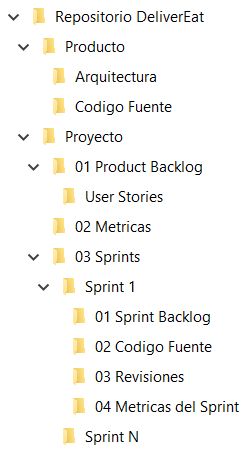 Repositorio DeliverEat
Producto
Arquitectura
Codigo Fuente
Proyecto
01 Product Backlog
User Stories
02 Metricas
03 Sprints
Sprint 1
01 Sprint Backlog
02 Codigo Fuente
03 Revisiones
04 Metricas del Sprint
Sprint N